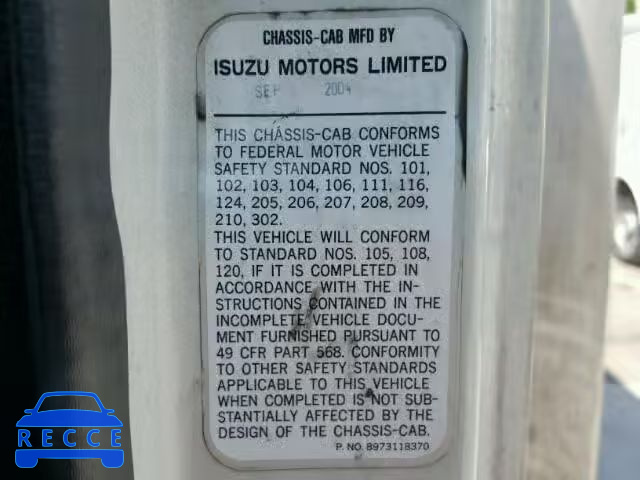 CHASSIS-CAB MFD BY
ISUZU MOTORS LIMITED
SEP 2004
THIS CHASSIS-CAB CONFORMS
TO FEDERAL MOTOR VEHICLE
SAFETY STANDARD NOS. 101,
102, 103, 104, 106, 111, 116,
124, 205, 206, 207, 208, 209,
210, 302.
THIS VEHICLE WILL CONFORM
TO STANDARD NOS. 105, 108,
120, IF IT IS COMPLETED IN
ACCORDANCE WITH THE IN-
STRUCTIONS CONTAINED IN THE
INCOMPLETE VEHICLE DOCU-
MENT FURNISHED PURSUANT TO
49 CFR PART 568. CONFORMITY
TO OTHER SAFETY STANDARDS
APPLICABLE TO THIS VEHICLE
WHEN COMPLETED IS NOT SUB-
STANTIALLY AFFECTED BY THE
DESIGN OF THE CHASSIS-CAB.
P. NO. 8973118370
RECCE